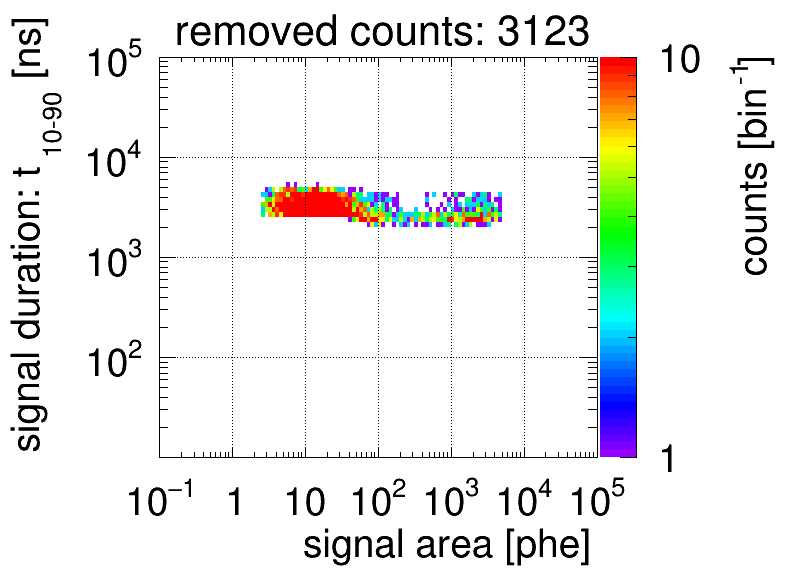 removed counts: 3123
signal duration: t 10-90 [ns]
10^5
10^4
10^3
10^2
10^−1 1 10 10^2 10^3 10^4 10^5
signal area [phe]
10
1
counts [bin^-1]